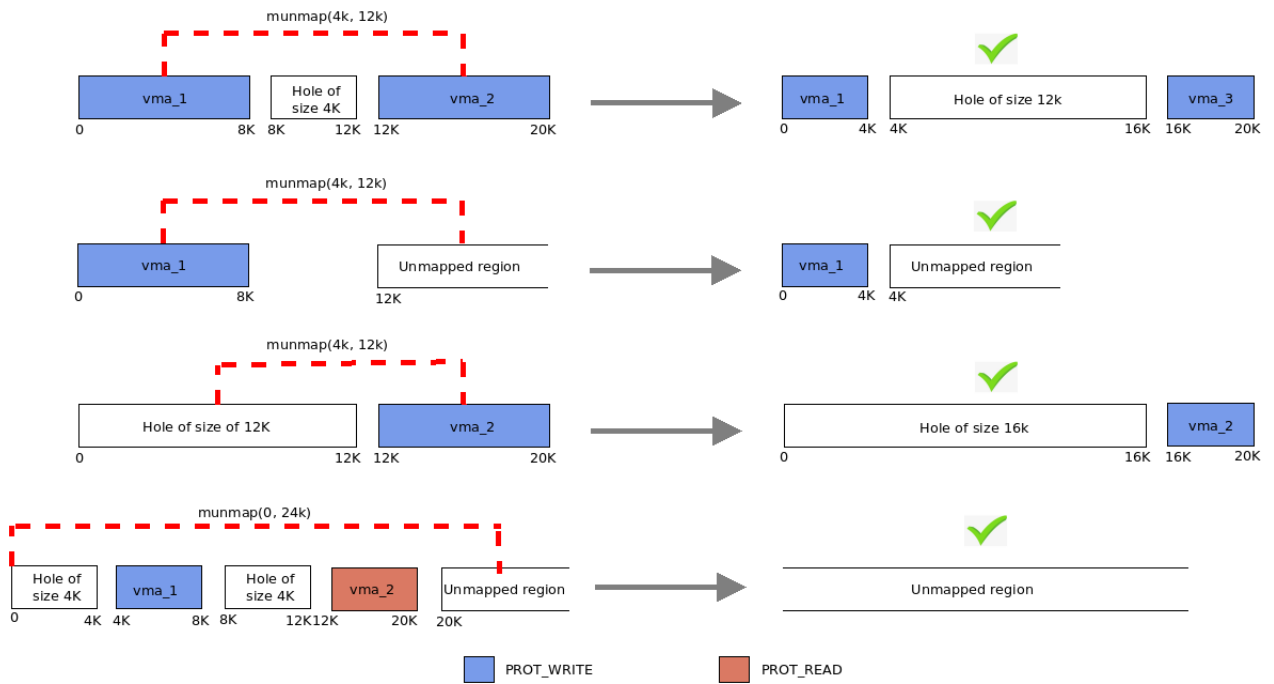 munmap(4k, 12k)
vma_1
Hole of
size 4K
vma_2
vma_1
Hole of size 12k
vma_3
0
8K
8K
12K
12K
20K
0
4K
4K
16K
16K
20K
munmap(4k, 12k)
vma_1
Unmapped region
vma_1
Unmapped region
0
8K
12K
0
4K
4K
munmap(4k, 12k)
Hole of size of 12K
vma_2
Hole of size 16k
vma_2
0
12K
12K
20K
0
16K
16K
20K
munmap(0, 24k)
Hole of
size 4K
vma_1
Hole of
size 4K
vma_2
Unmapped region
Unmapped region
0
4K
4K
8K
8K
12K
12K
20K
20K
PROT_WRITE
PROT_READ